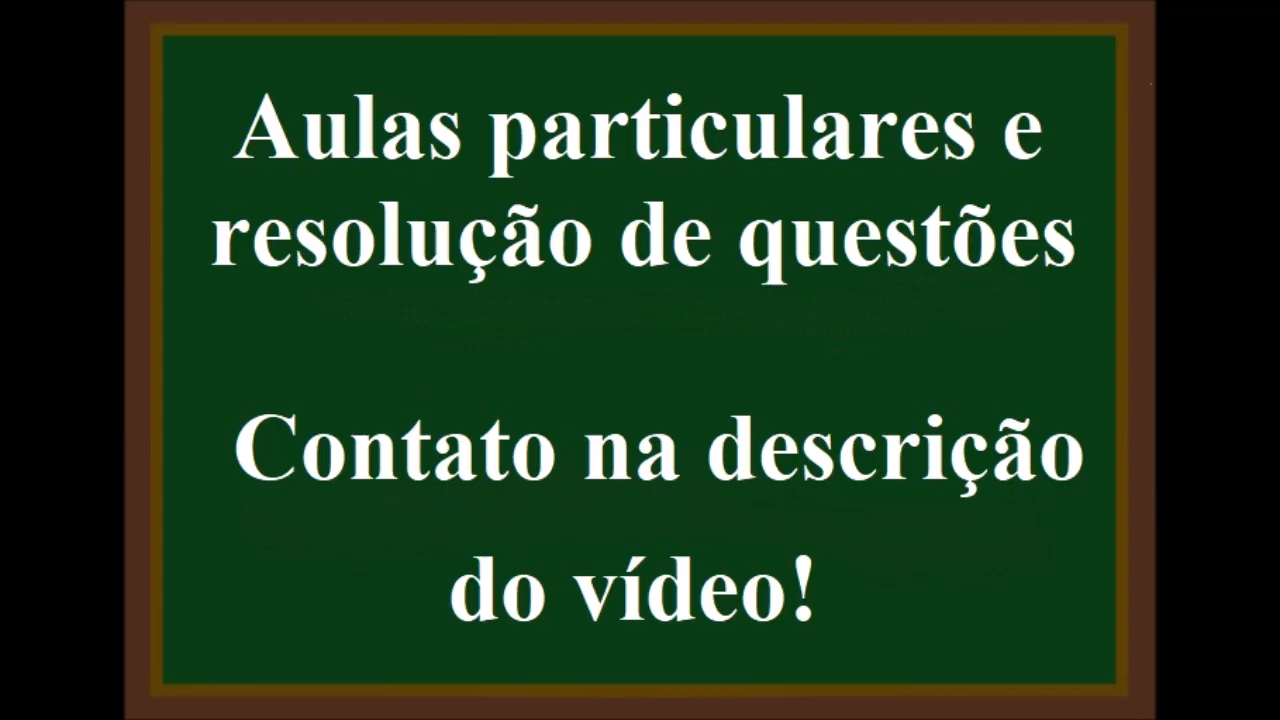 Aulas particulares e
resolução de questões
Contato na descrição
do vídeo!